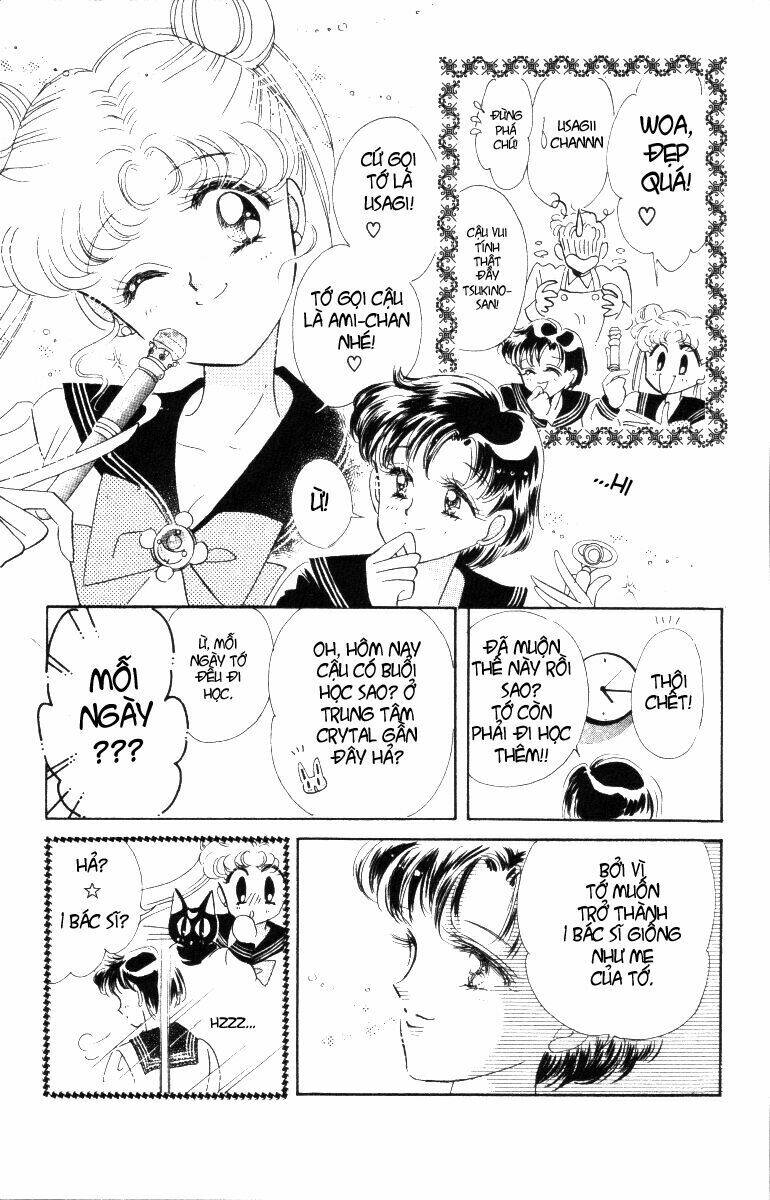 WOA,
ĐẸP
QUÁ!
♡
USAGII
CHANNN
ĐỪNG
PHÁ
CHỨ!
CẬU VUI
TÍNH
THẬT
ĐẤY
TSUKINO-
SAN!
CỨ GỌI
TỚ LÀ
USAGI!
♡
TỚ GỌI CẬU
LÀ AMI-CHAN
NHÉ!
♡
Ừ!
...HI
THÔI
CHẾT!
ĐÃ MUỘN
THẾ NÀY RỒI
SAO?
TỚ CÒN
PHẢI ĐI HỌC
THÊM!!
OH, HÔM NAY
CẬU CÓ BUỔI
HỌC SAO? Ở
TRUNG TÂM
CRYTAL GẦN
ĐÂY HẢ?
Ừ, MỖI
NGÀY TỚ
ĐỀU ĐI
HỌC.
MỖI
NGÀY
???
BỞI VÌ
TỚ MUỐN
TRỞ THÀNH
1 BÁC SĨ GIỐNG
NHƯ MẸ
CỦA TỚ.
HẢ?
☆
1 BÁC SĨ?
HZZZ...